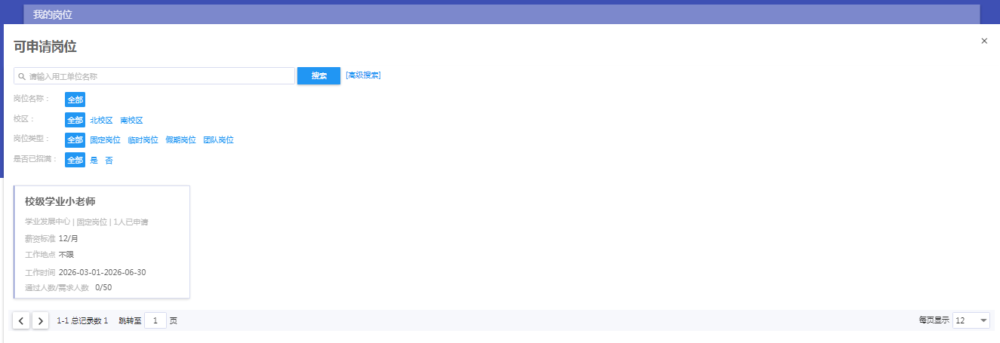 我的岗位
可申请岗位
×
请输入用工单位名称 搜索 [高级搜索]
岗位名称： 全部
校区： 全部 北校区 南校区
岗位类型： 全部 固定岗位 临时岗位 假期岗位 团队岗位
是否已招满： 全部 是 否
校级学业小老师
学业发展中心 | 固定岗位 | 1人已申请
薪资标准 12/月
工作地点 不限
工作时间 2026-03-01-2026-06-30
通过人数/需求人数 0/50
1-1 总记录数 1 跳转至 1 页 每页显示 12